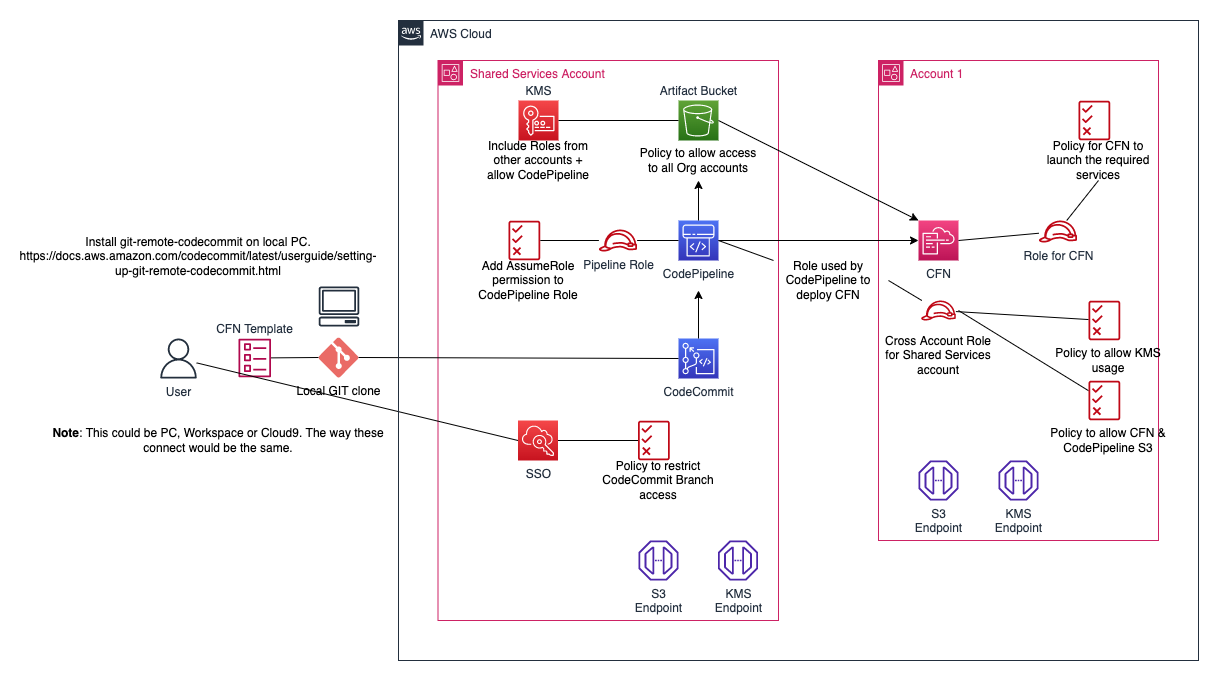 aws
AWS Cloud
Shared Services Account
KMS
Include Roles from
other accounts +
allow CodePipeline
Artifact Bucket
Policy to allow access
to all Org accounts
Account 1
Policy for CFN to
launch the required
services
Add AssumeRole
permission to
CodePipeline Role
Pipeline Role
CodePipeline
Role used by
CodePipeline to
deploy CFN
CFN
Role for CFN
Install git-remote-codecommit on local PC.
https://docs.aws.amazon.com/codecommit/latest/userguide/setting-
up-git-remote-codecommit.html
CFN Template
User
Local GIT clone
CodeCommit
Cross Account Role
for Shared Services
account
Policy to allow KMS
usage
Policy to allow CFN &
CodePipeline S3
Note: This could be PC, Workspace or Cloud9. The way these
connect would be the same.
SSO
Policy to restrict
CodeCommit Branch
access
S3
Endpoint
KMS
Endpoint
S3
Endpoint
KMS
Endpoint